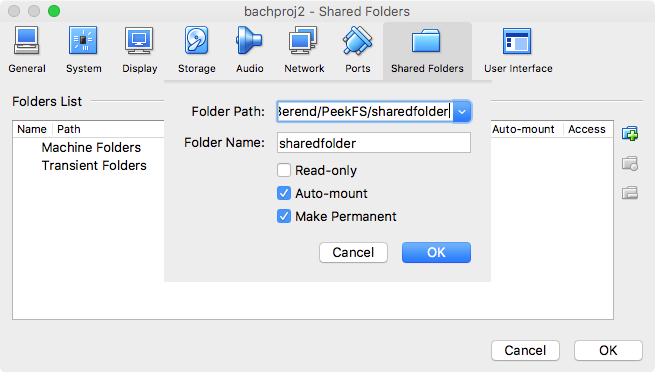 bachproj2 - Shared Folders
General System Display Storage Audio Network Ports Shared Folders User Interface
Folders List
Folder Path: Berend/PeekFS/sharedfolder
Name Path Auto-mount Access
Folder Name: sharedfolder
Machine Folders
Transient Folders
Read-only
Auto-mount
Make Permanent
Cancel OK
Cancel OK